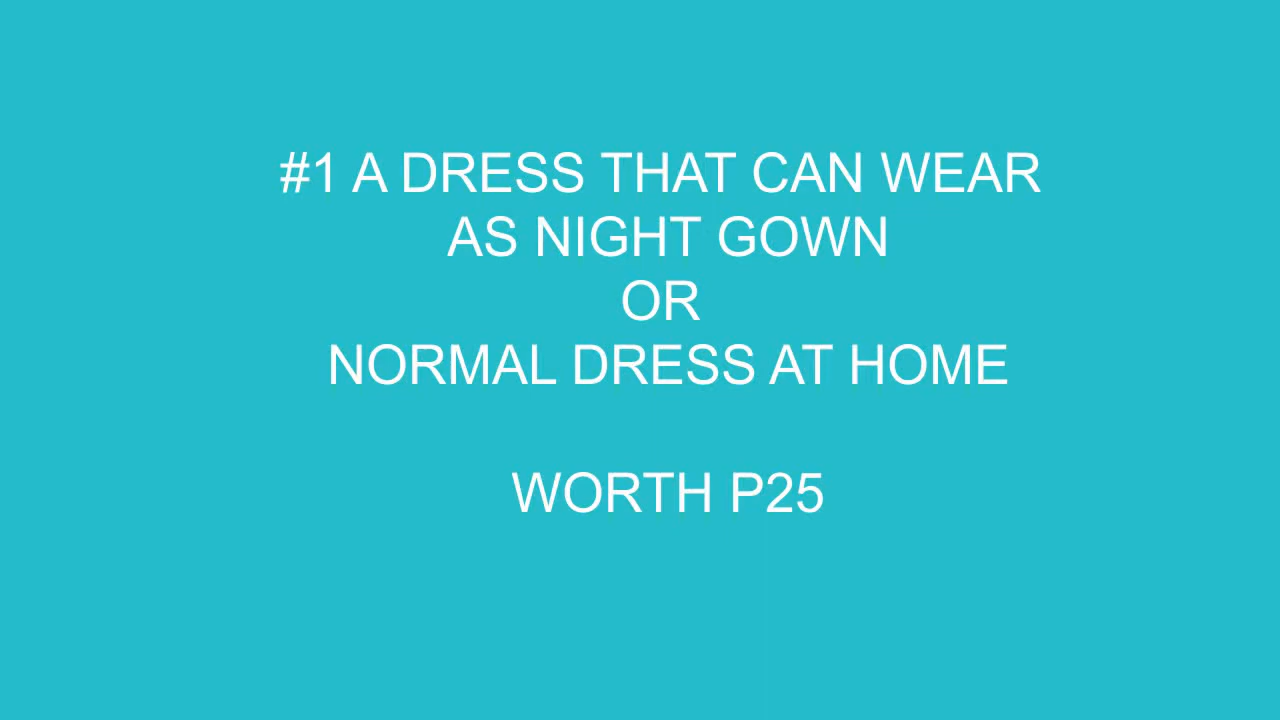 #1 A DRESS THAT CAN WEAR
AS NIGHT GOWN
OR
NORMAL DRESS AT HOME
WORTH P25